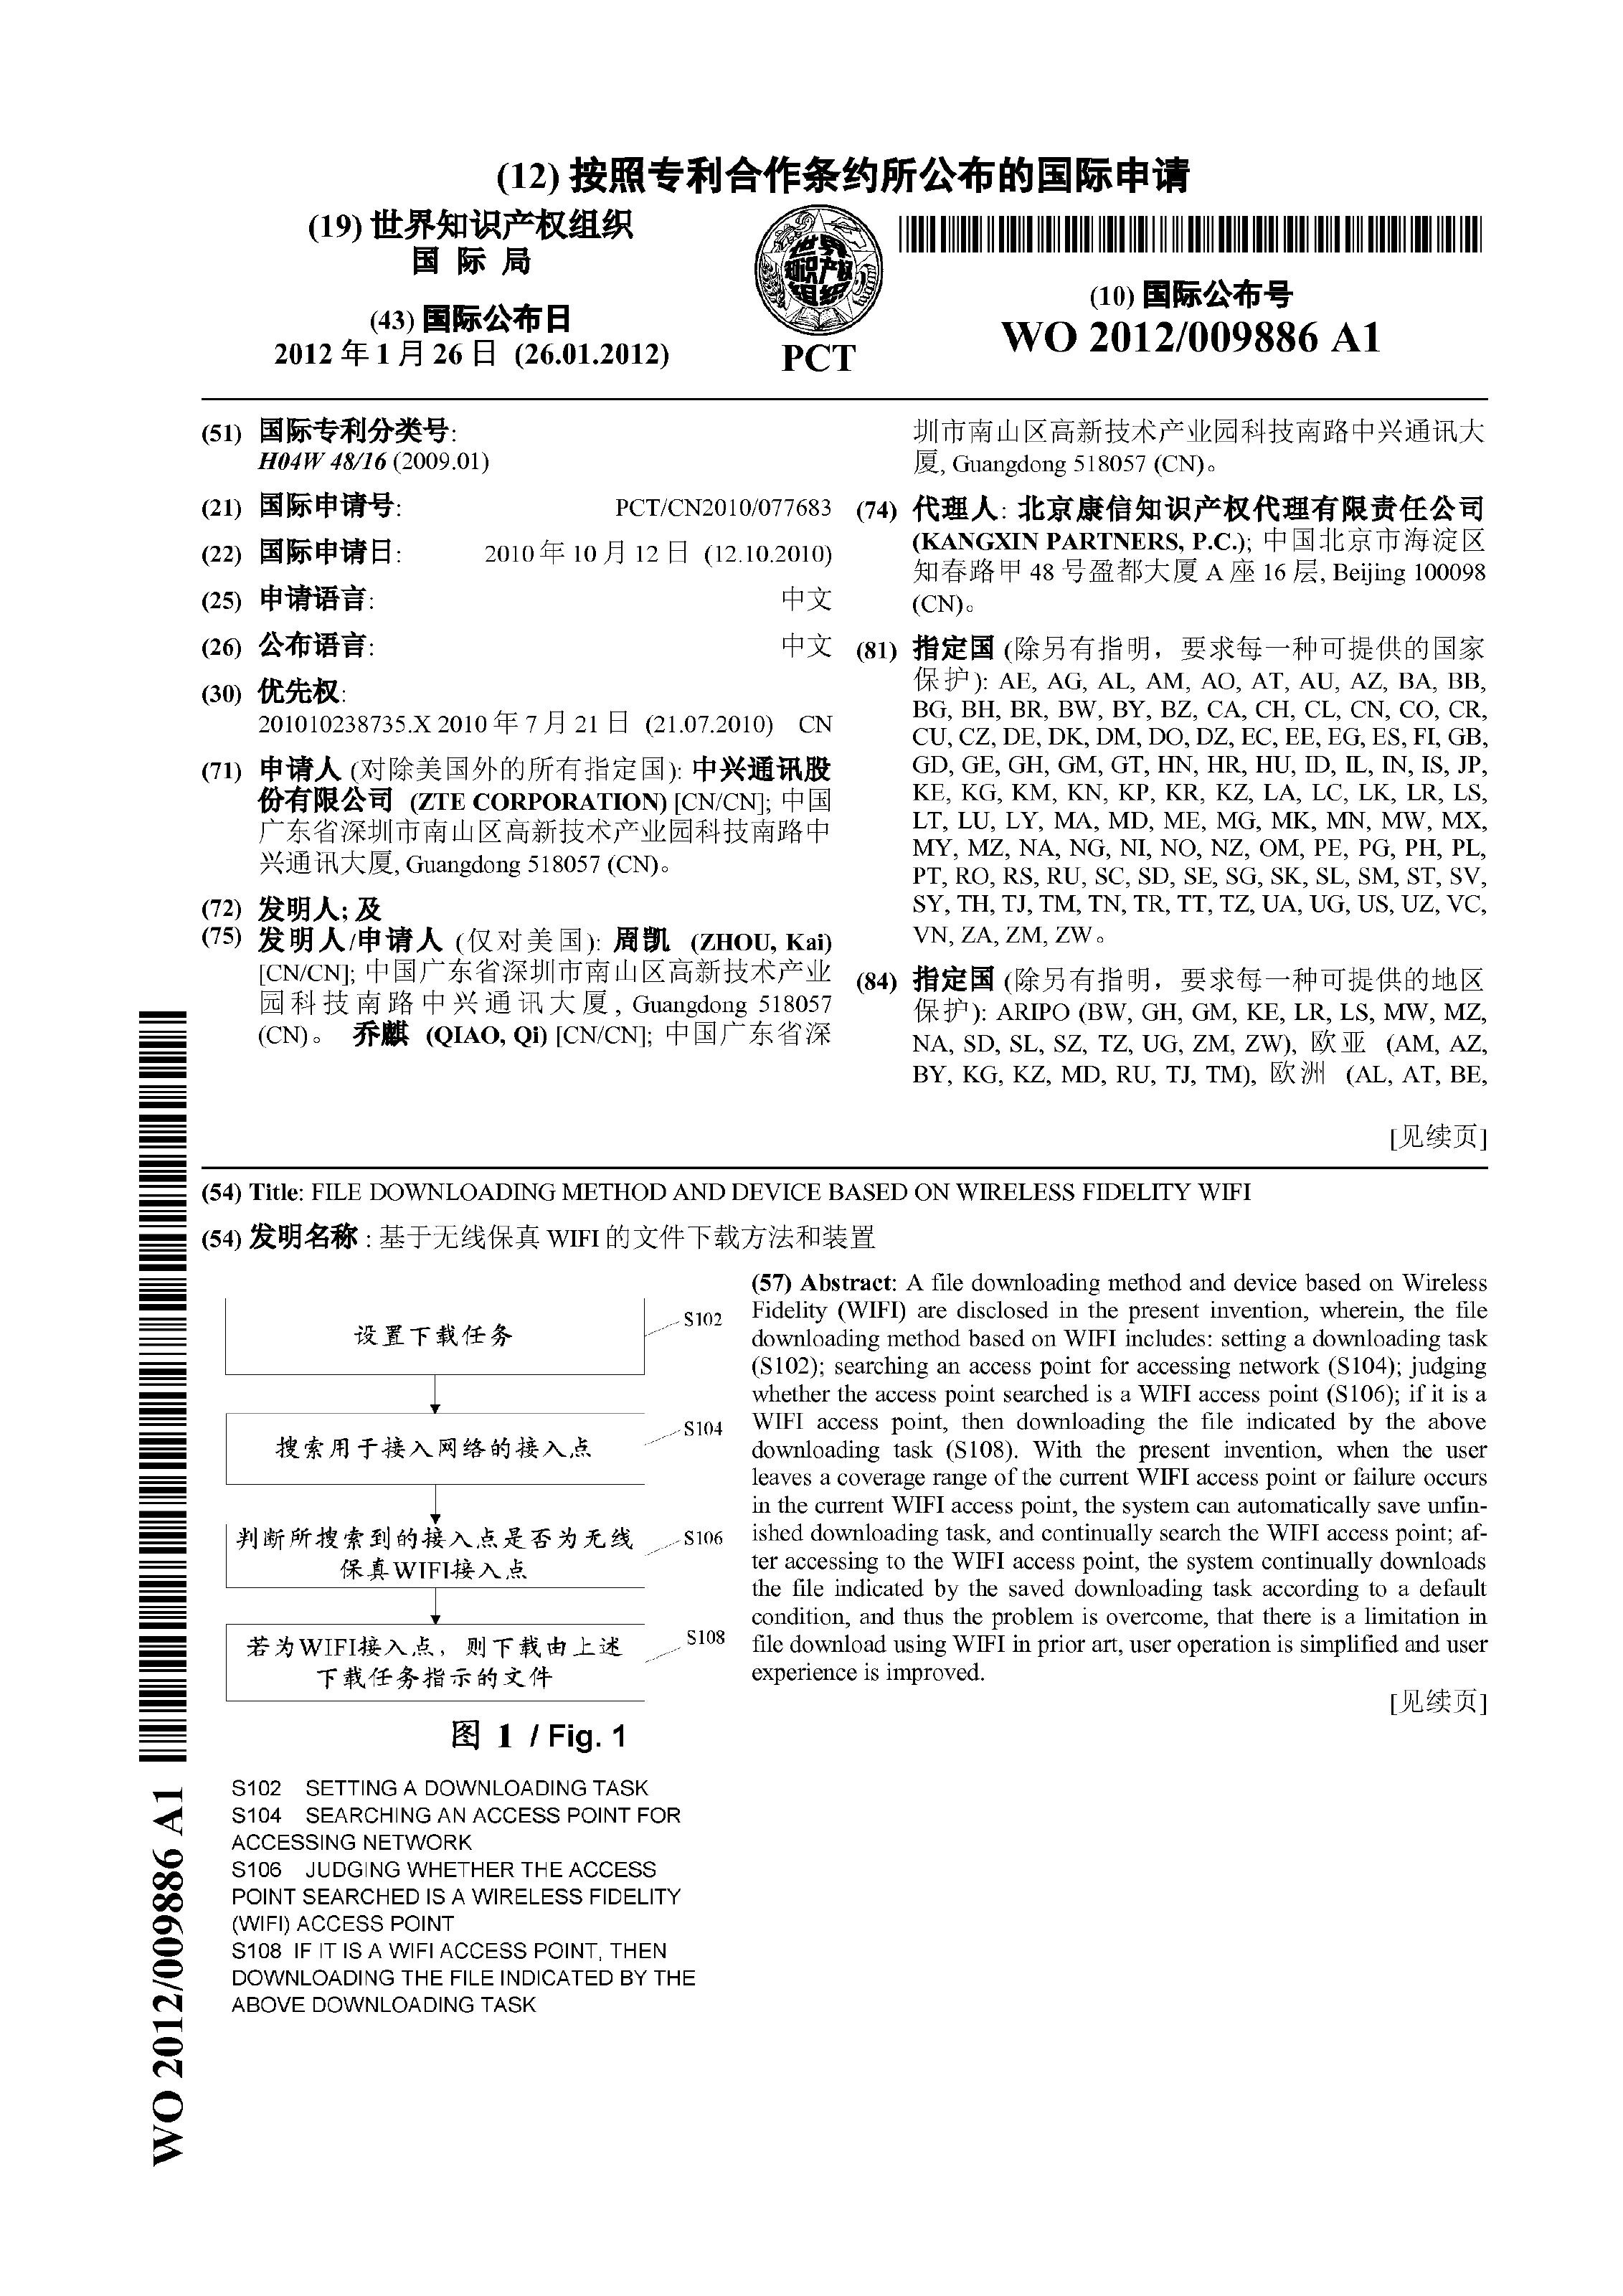 (12) 按照专利合作条约所公布的国际申请
(19) 世界知识产权组织
国 际 局
(43) 国际公布日
2012 年 1 月 26 日 (26.01.2012)
世界
知识产权
组织
PCT
(10) 国际公布号
WO 2012/009886 A1
(51) 国际专利分类号:
H04W 48/16 (2009.01)
(21) 国际申请号: PCT/CN2010/077683
(22) 国际申请日: 2010 年 10 月 12 日 (12.10.2010)
(25) 申请语言: 中文
(26) 公布语言: 中文
(30) 优先权:
201010238735.X 2010 年 7 月 21 日 (21.07.2010) CN
(71) 申请人 (对除美国外的所有指定国): 中兴通讯股
份有限公司 (ZTE CORPORATION) [CN/CN]; 中国
广东省深圳市南山区高新技术产业园科技南路中
兴通讯大厦, Guangdong 518057 (CN)。
(72) 发明人; 及
(75) 发明人/申请人 (仅对美国): 周凯 (ZHOU, Kai)
[CN/CN]; 中国广东省深圳市南山区高新技术产业
园科技南路中兴通讯大厦, Guangdong 518057
(CN)。 乔麒 (QIAO, Qi) [CN/CN]; 中国广东省深
圳市南山区高新技术产业园科技南路中兴通讯大
厦, Guangdong 518057 (CN)。
(74) 代理人: 北京康信知识产权代理有限责任公司
(KANGXIN PARTNERS, P.C.); 中国北京市海淀区
知春路甲 48 号盈都大厦 A 座 16 层, Beijing 100098
(CN)。
(81) 指定国 (除另有指明，要求每一种可提供的国家
保护): AE, AG, AL, AM, AO, AT, AU, AZ, BA, BB,
BG, BH, BR, BW, BY, BZ, CA, CH, CL, CN, CO, CR,
CU, CZ, DE, DK, DM, DO, DZ, EC, EE, EG, ES, FI, GB,
GD, GE, GH, GM, GT, HN, HR, HU, ID, IL, IN, IS, JP,
KE, KG, KM, KN, KP, KR, KZ, LA, LC, LK, LR, LS,
LT, LU, LY, MA, MD, ME, MG, MK, MN, MW, MX,
MY, MZ, NA, NG, NI, NO, NZ, OM, PE, PG, PH, PL,
PT, RO, RS, RU, SC, SD, SE, SG, SK, SL, SM, ST, SV,
SY, TH, TJ, TM, TN, TR, TT, TZ, UA, UG, US, UZ, VC,
VN, ZA, ZM, ZW。
(84) 指定国 (除另有指明，要求每一种可提供的地区
保护): ARIPO (BW, GH, GM, KE, LR, LS, MW, MZ,
NA, SD, SL, SZ, TZ, UG, ZM, ZW), 欧亚 (AM, AZ,
BY, KG, KZ, MD, RU, TJ, TM), 欧洲 (AL, AT, BE,
[见续页]
(54) Title: FILE DOWNLOADING METHOD AND DEVICE BASED ON WIRELESS FIDELITY WIFI
(54) 发明名称 : 基于无线保真 WIFI 的文件下载方法和装置
设置下载任务
S102
搜索用于接入网络的接入点
S104
判断所搜索到的接入点是否为无线
保真WIFI接入点
S106
若为WIFI接入点，则下载由上述
下载任务指示的文件
S108
图 1 / Fig. 1
S102 SETTING A DOWNLOADING TASK
S104 SEARCHING AN ACCESS POINT FOR
ACCESSING NETWORK
S106 JUDGING WHETHER THE ACCESS
POINT SEARCHED IS A WIRELESS FIDELITY
(WIFI) ACCESS POINT
S108 IF IT IS A WIFI ACCESS POINT, THEN
DOWNLOADING THE FILE INDICATED BY THE
ABOVE DOWNLOADING TASK
(57) Abstract: A file downloading method and device based on Wireless
Fidelity (WIFI) are disclosed in the present invention, wherein, the file
downloading method based on WIFI includes: setting a downloading task
(S102); searching an access point for accessing network (S104); judging
whether the access point searched is a WIFI access point (S106); if it is a
WIFI access point, then downloading the file indicated by the above
downloading task (S108). With the present invention, when the user
leaves a coverage range of the current WIFI access point or failure occurs
in the current WIFI access point, the system can automatically save unfin-
ished downloading task, and continually search the WIFI access point; af-
ter accessing to the WIFI access point, the system continually downloads
the file indicated by the saved downloading task according to a default
condition, and thus the problem is overcome, that there is a limitation in
file download using WIFI in prior art, user operation is simplified and user
experience is improved.
[见续页]
WO 2012/009886 A1